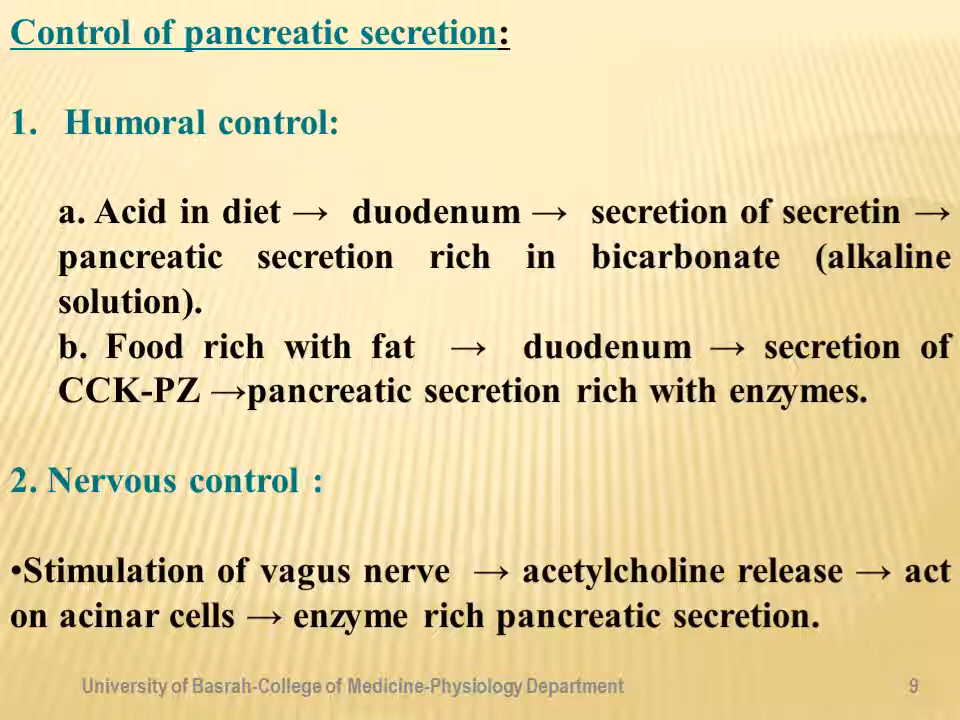 Control of pancreatic secretion:
1. Humoral control:
a. Acid in diet → duodenum → secretion of secretin →
pancreatic secretion rich in bicarbonate (alkaline
solution).
b. Food rich with fat → duodenum → secretion of
CCK-PZ →pancreatic secretion rich with enzymes.
2. Nervous control :
•Stimulation of vagus nerve → acetylcholine release → act
on acinar cells → enzyme rich pancreatic secretion.
University of Basrah-College of Medicine-Physiology Department 9